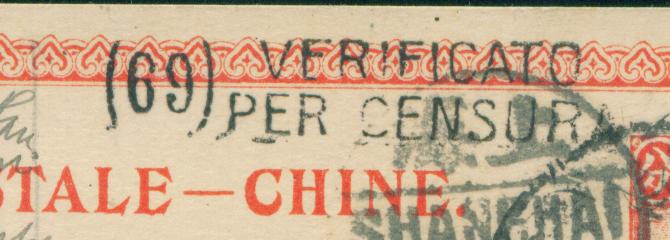 (69) VERIFICATO
PER CENSURA
STALE—CHINE.
SHANGHAI